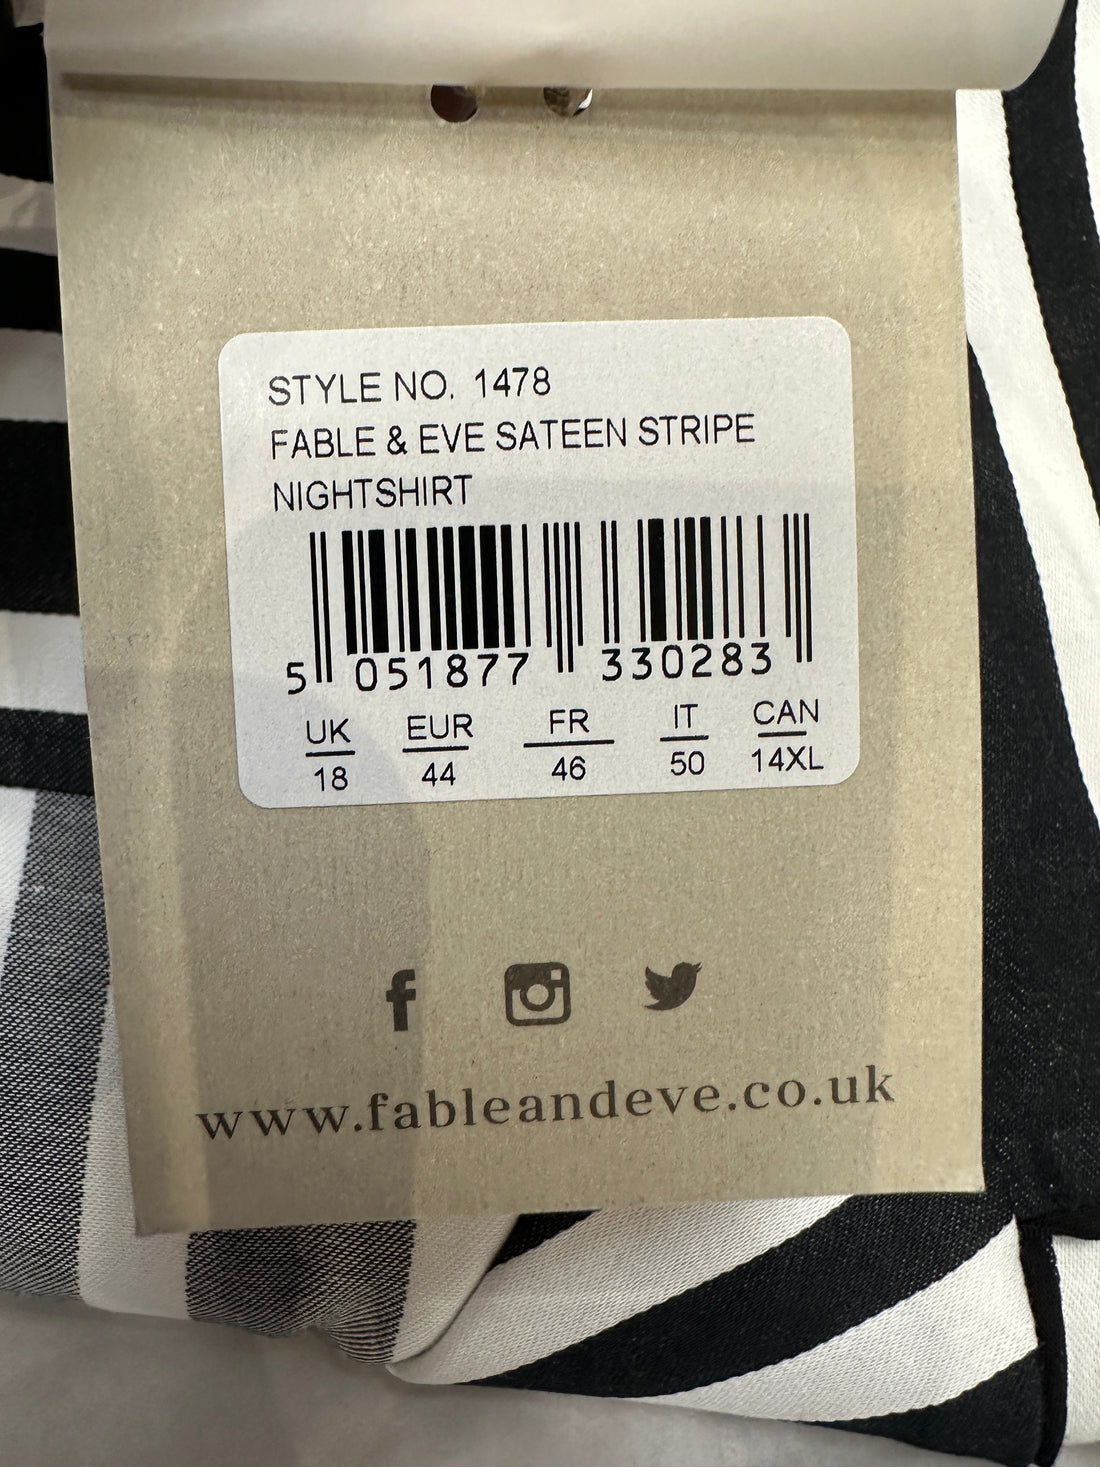 STYLE NO. 1478
FABLE & EVE SATEEN STRIPE
NIGHTSHIRT
5 051877 330283
UK EUR FR IT CAN
18 44 46 50 14XL
www.fableandeve.co.uk